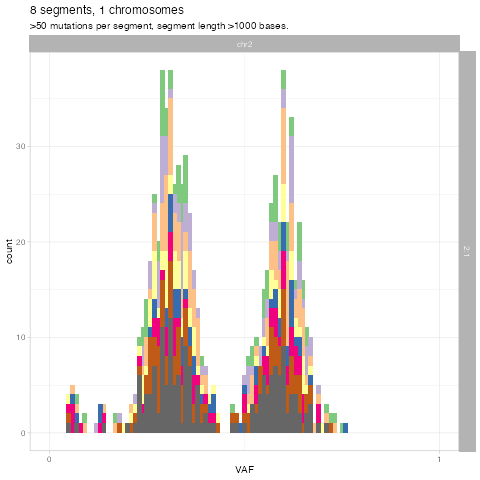 8 segments, 1 chromosomes
>50 mutations per segment, segment length >1000 bases.
chr2
30
20
10
0
count
2:1
0
1
VAF